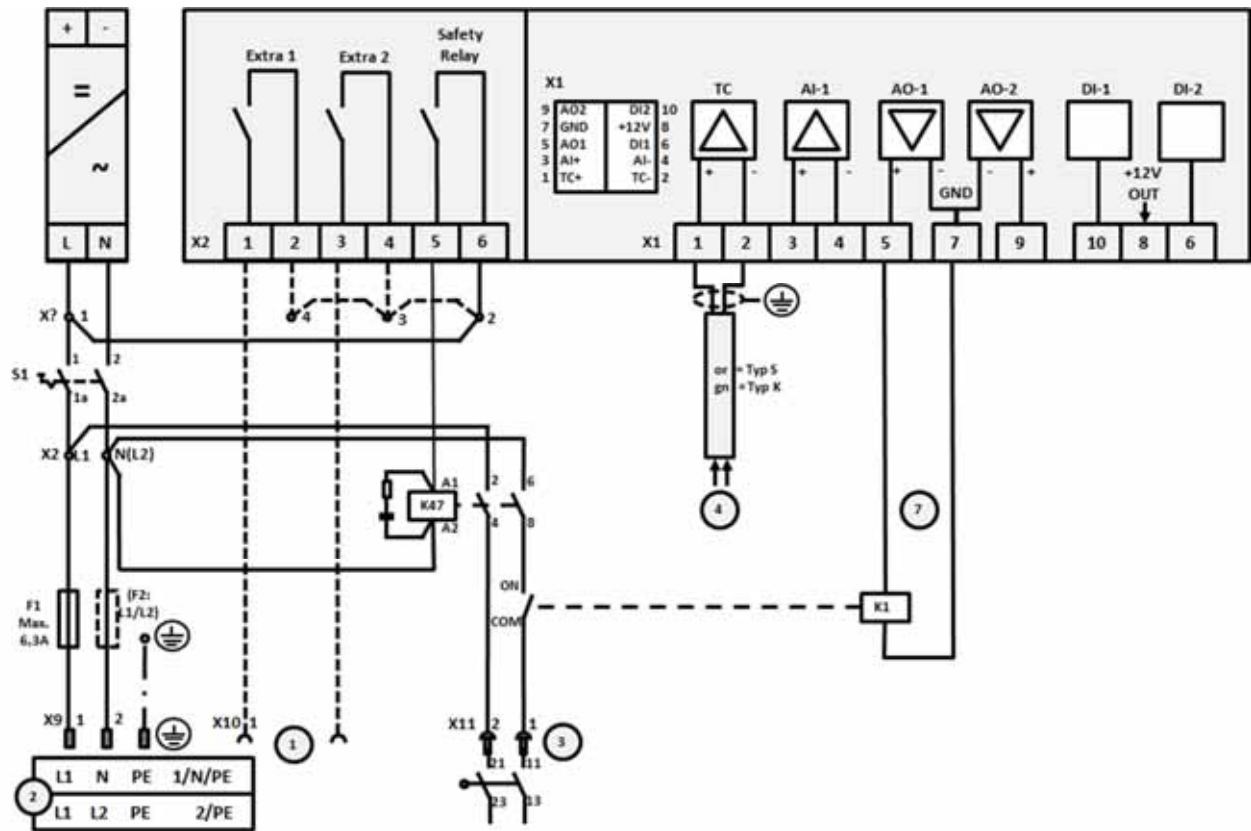 + -
Safety
Relay
Extra 1 Extra 2
X1
TC AI-1 AO-1 AO-2 DI-1 DI-2
9 AO2 DI2 10
7 GND +12V 8
5 AO1 DI1 6
3 AI+ AI- 4
1 TC+ TC- 2
=
~
+ - + - + - - +
GND
+12V
OUT
L N
X2 1 2 3 4 5 6
X1 1 2 3 4 5 7 9 10 8 6
X? 1 4 3 2
1 2
S1
1a 2a
or = Typ S
gn = Typ K
X2 L1 N(L2)
A1 2 6
K47
A2 4 8
4 7
ON
COM
K1
F1
Max.
6,3A
(F2:
L1/L2)
X9 1 2
X10 1
1
X11 2 1
3
21 11
23 13
2
L1 N PE 1/N/PE
L1 L2 PE 2/PE